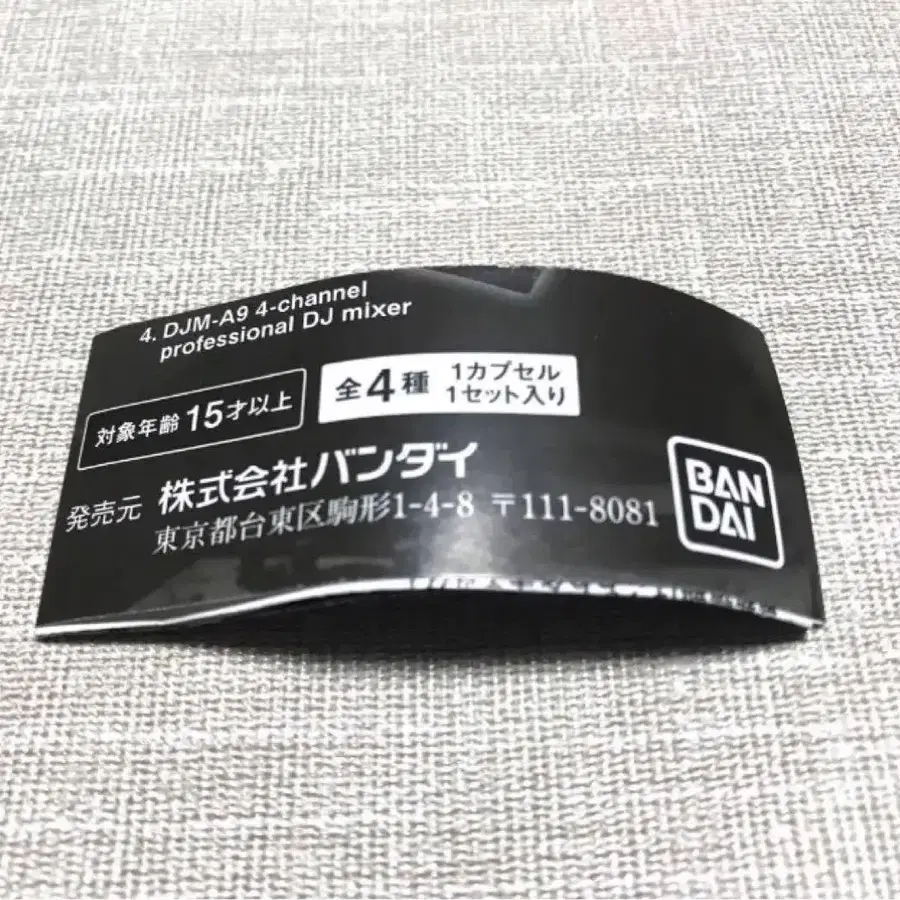 4. DJM-A9 4-channel
professional DJ mixer
対象年齢 15才以上
全4種
1カプセル
1セット入り
発売元 株式会社バンダイ
東京都台東区駒形1-4-8 〒111-8081
BAN
DAI